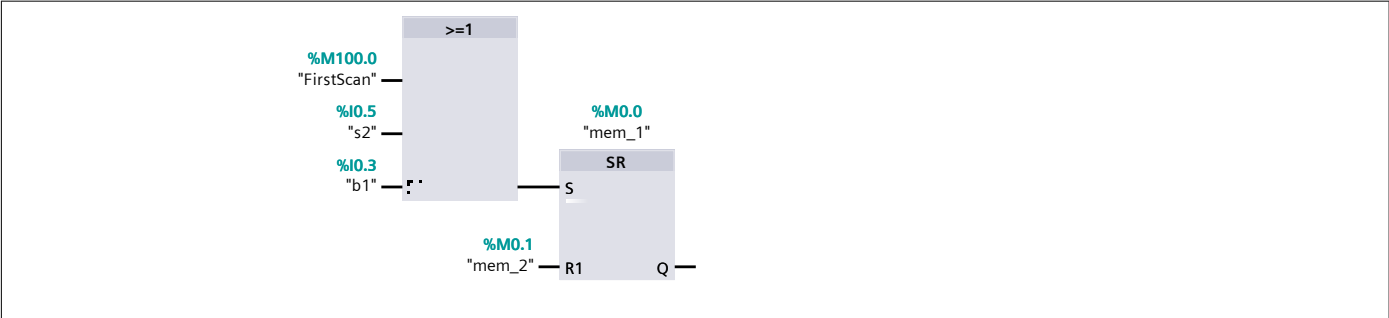 >=1
%M100.0
"FirstScan"
%I0.5
"s2"
%I0.3
"b1"
%M0.0
"mem_1"
SR
S
%M0.1
"mem_2"
R1
Q